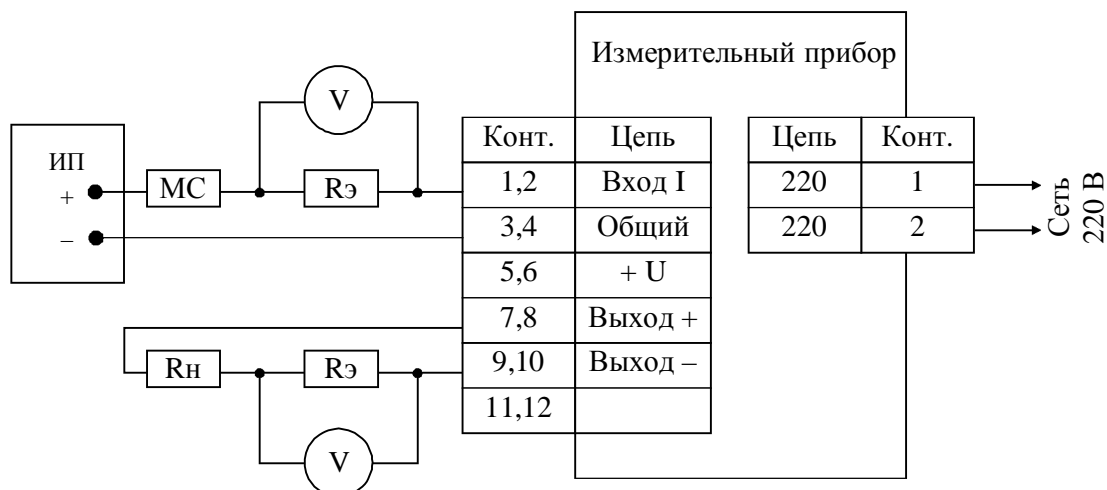 Измерительный прибор
V
ИП
+
–
МС
Rэ
Конт. Цепь
1,2 Вход I
3,4 Общий
5,6 + U
7,8 Выход +
9,10 Выход –
11,12
Цепь Конт.
220 1
220 2
Сеть
220 В
Rн
Rэ
V